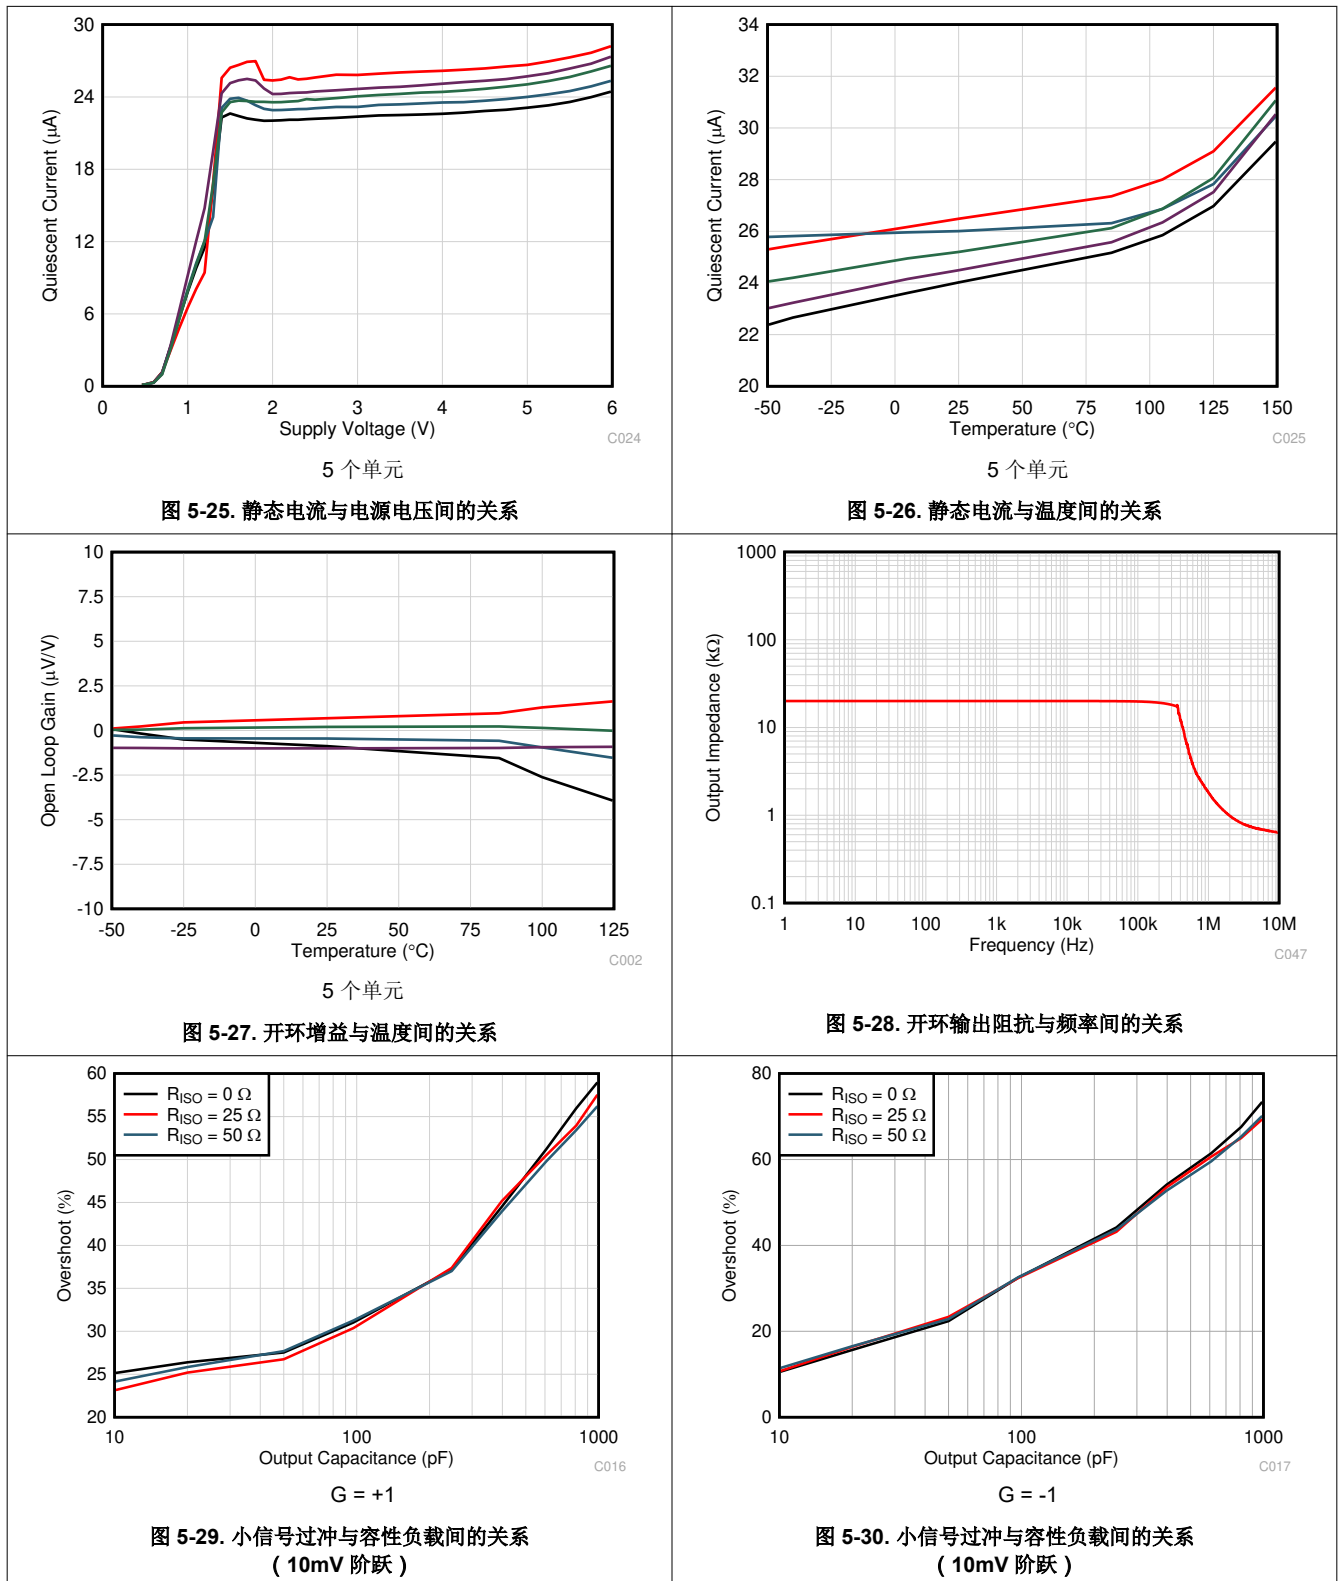 30
24
18
12
6
0
0 1 2 3 4 5 6
Quiescent Current (μA)
Supply Voltage (V)
C024
5 个单元
图 5-25. 静态电流与电源电压间的关系
34
32
30
28
26
24
22
20
-50 -25 0 25 50 75 100 125 150
Quiescent Current (μA)
Temperature (°C)
C025
5 个单元
图 5-26. 静态电流与温度间的关系
10
7.5
5
2.5
0
-2.5
-5
-7.5
-10
-50 -25 0 25 50 75 100 125
Open Loop Gain (μV/V)
Temperature (°C)
C002
5 个单元
图 5-27. 开环增益与温度间的关系
1000
100
10
1
0.1
1 10 100 1k 10k 100k 1M 10M
Output Impedance (kΩ)
Frequency (Hz)
C047
图 5-28. 开环输出阻抗与频率间的关系
60
55
50
45
40
35
30
25
20
RISO = 0 Ω
RISO = 25 Ω
RISO = 50 Ω
10 100 1000
Overshoot (%)
Output Capacitance (pF)
C016
G = +1
图 5-29. 小信号过冲与容性负载间的关系
（10mV 阶跃）
80
60
40
20
0
RISO = 0 Ω
RISO = 25 Ω
RISO = 50 Ω
10 100 1000
Overshoot (%)
Output Capacitance (pF)
C017
G = -1
图 5-30. 小信号过冲与容性负载间的关系
（10mV 阶跃）